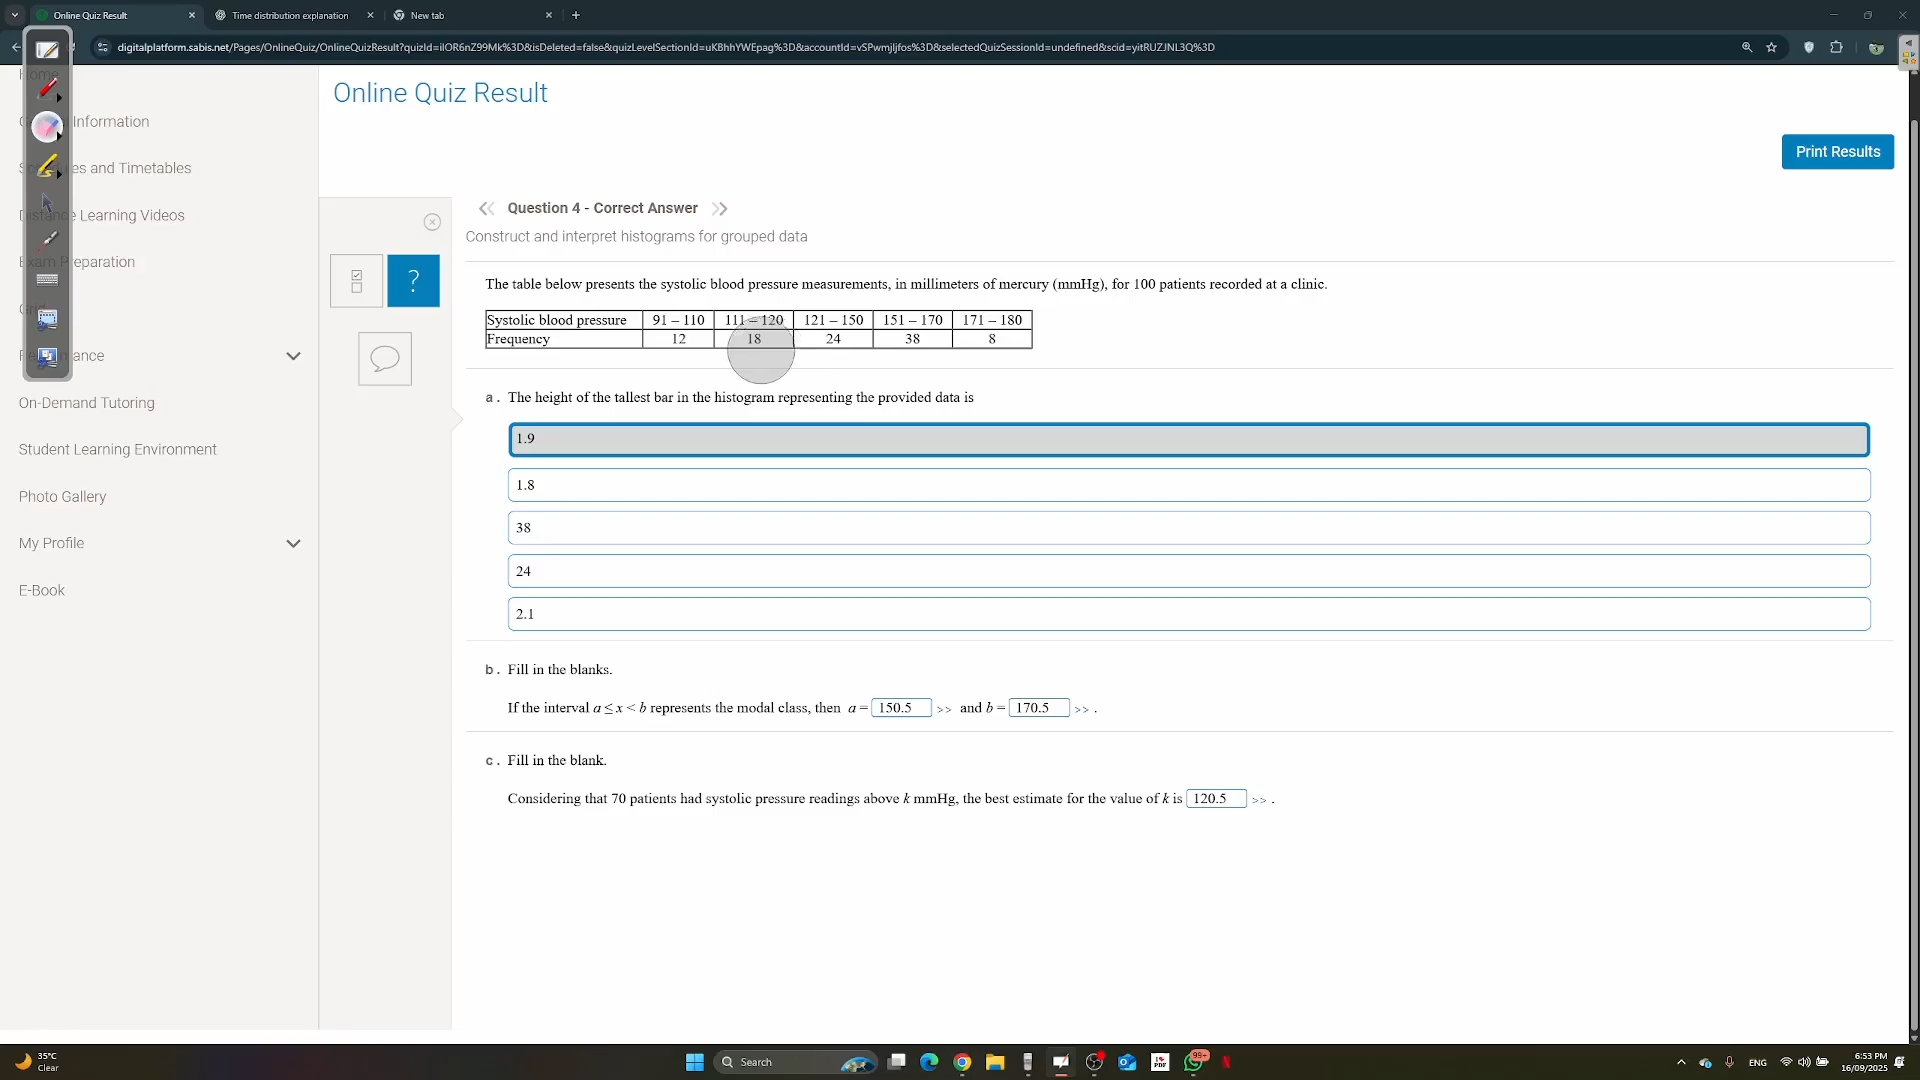 Online Quiz Result
Time distribution explanation
New tab
digitalplatform.sabis.net/Pages/OnlineQuiz/OnlineQuizResult?quizId=ilOR6nZ99Mk%3D&isDeleted=false&quizLevelSectionId=uKBhhYWEpag%3D&accountId=vSPwmjljfos%3D&selectedQuizSessionId=undefined&scid=yitRUZJNL3Q%3D
Home
Information
es and Timetables
Distance Learning Videos
Exam Preparation
ance
On-Demand Tutoring
Student Learning Environment
Photo Gallery
My Profile
E-Book
Online Quiz Result
Print Results
Question 4 - Correct Answer
Construct and interpret histograms for grouped data
?
The table below presents the systolic blood pressure measurements, in millimeters of mercury (mmHg), for 100 patients recorded at a clinic.
Systolic blood pressure 91 – 110 111 – 120 121 – 150 151 – 170 171 – 180
Frequency 12 18 24 38 8
a. The height of the tallest bar in the histogram representing the provided data is
1.9
1.8
38
24
2.1
b. Fill in the blanks.
If the interval a ≤ x < b represents the modal class, then a = 150.5 >> and b = 170.5 >> .
c. Fill in the blank.
Considering that 70 patients had systolic pressure readings above k mmHg, the best estimate for the value of k is 120.5 >> .
35°C
Clear
Search
99+
PDF
ENG
6:53 PM
16/09/2025